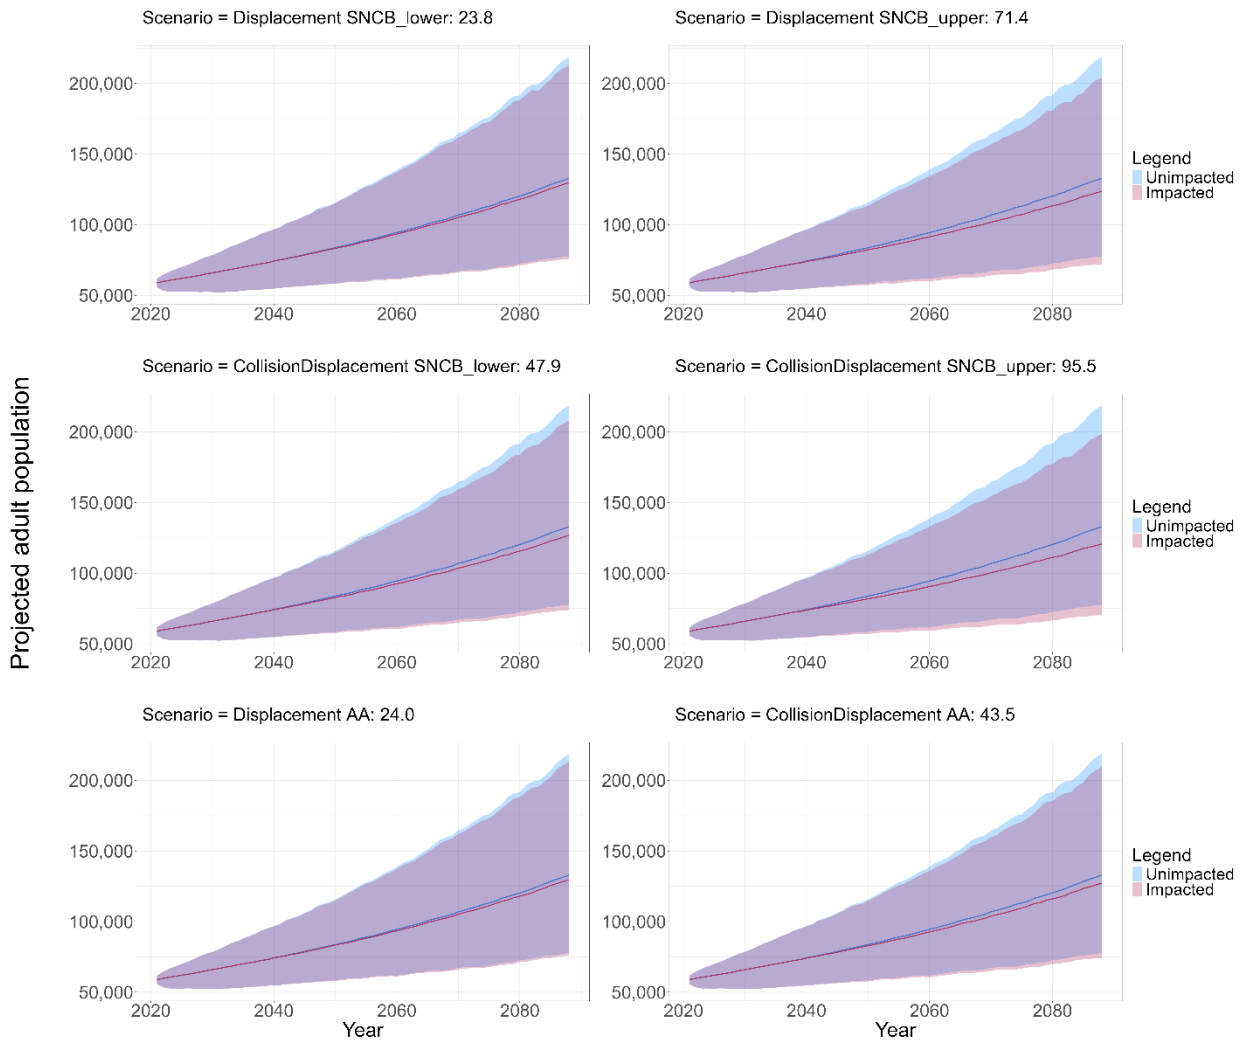 Scenario = Displacement SNCB_lower: 23.8
Scenario = Displacement SNCB_upper: 71.4
200,000
150,000
100,000
50,000
2020 2040 2060 2080
200,000
150,000
100,000
50,000
2020 2040 2060 2080
Legend
Unimpacted
Impacted
Projected adult population
Scenario = CollisionDisplacement SNCB_lower: 47.9
Scenario = CollisionDisplacement SNCB_upper: 95.5
200,000
150,000
100,000
50,000
2020 2040 2060 2080
200,000
150,000
100,000
50,000
2020 2040 2060 2080
Legend
Unimpacted
Impacted
Scenario = Displacement AA: 24.0
Scenario = CollisionDisplacement AA: 43.5
200,000
150,000
100,000
50,000
2020 2040 2060 2080
Year
200,000
150,000
100,000
50,000
2020 2040 2060 2080
Year
Legend
Unimpacted
Impacted